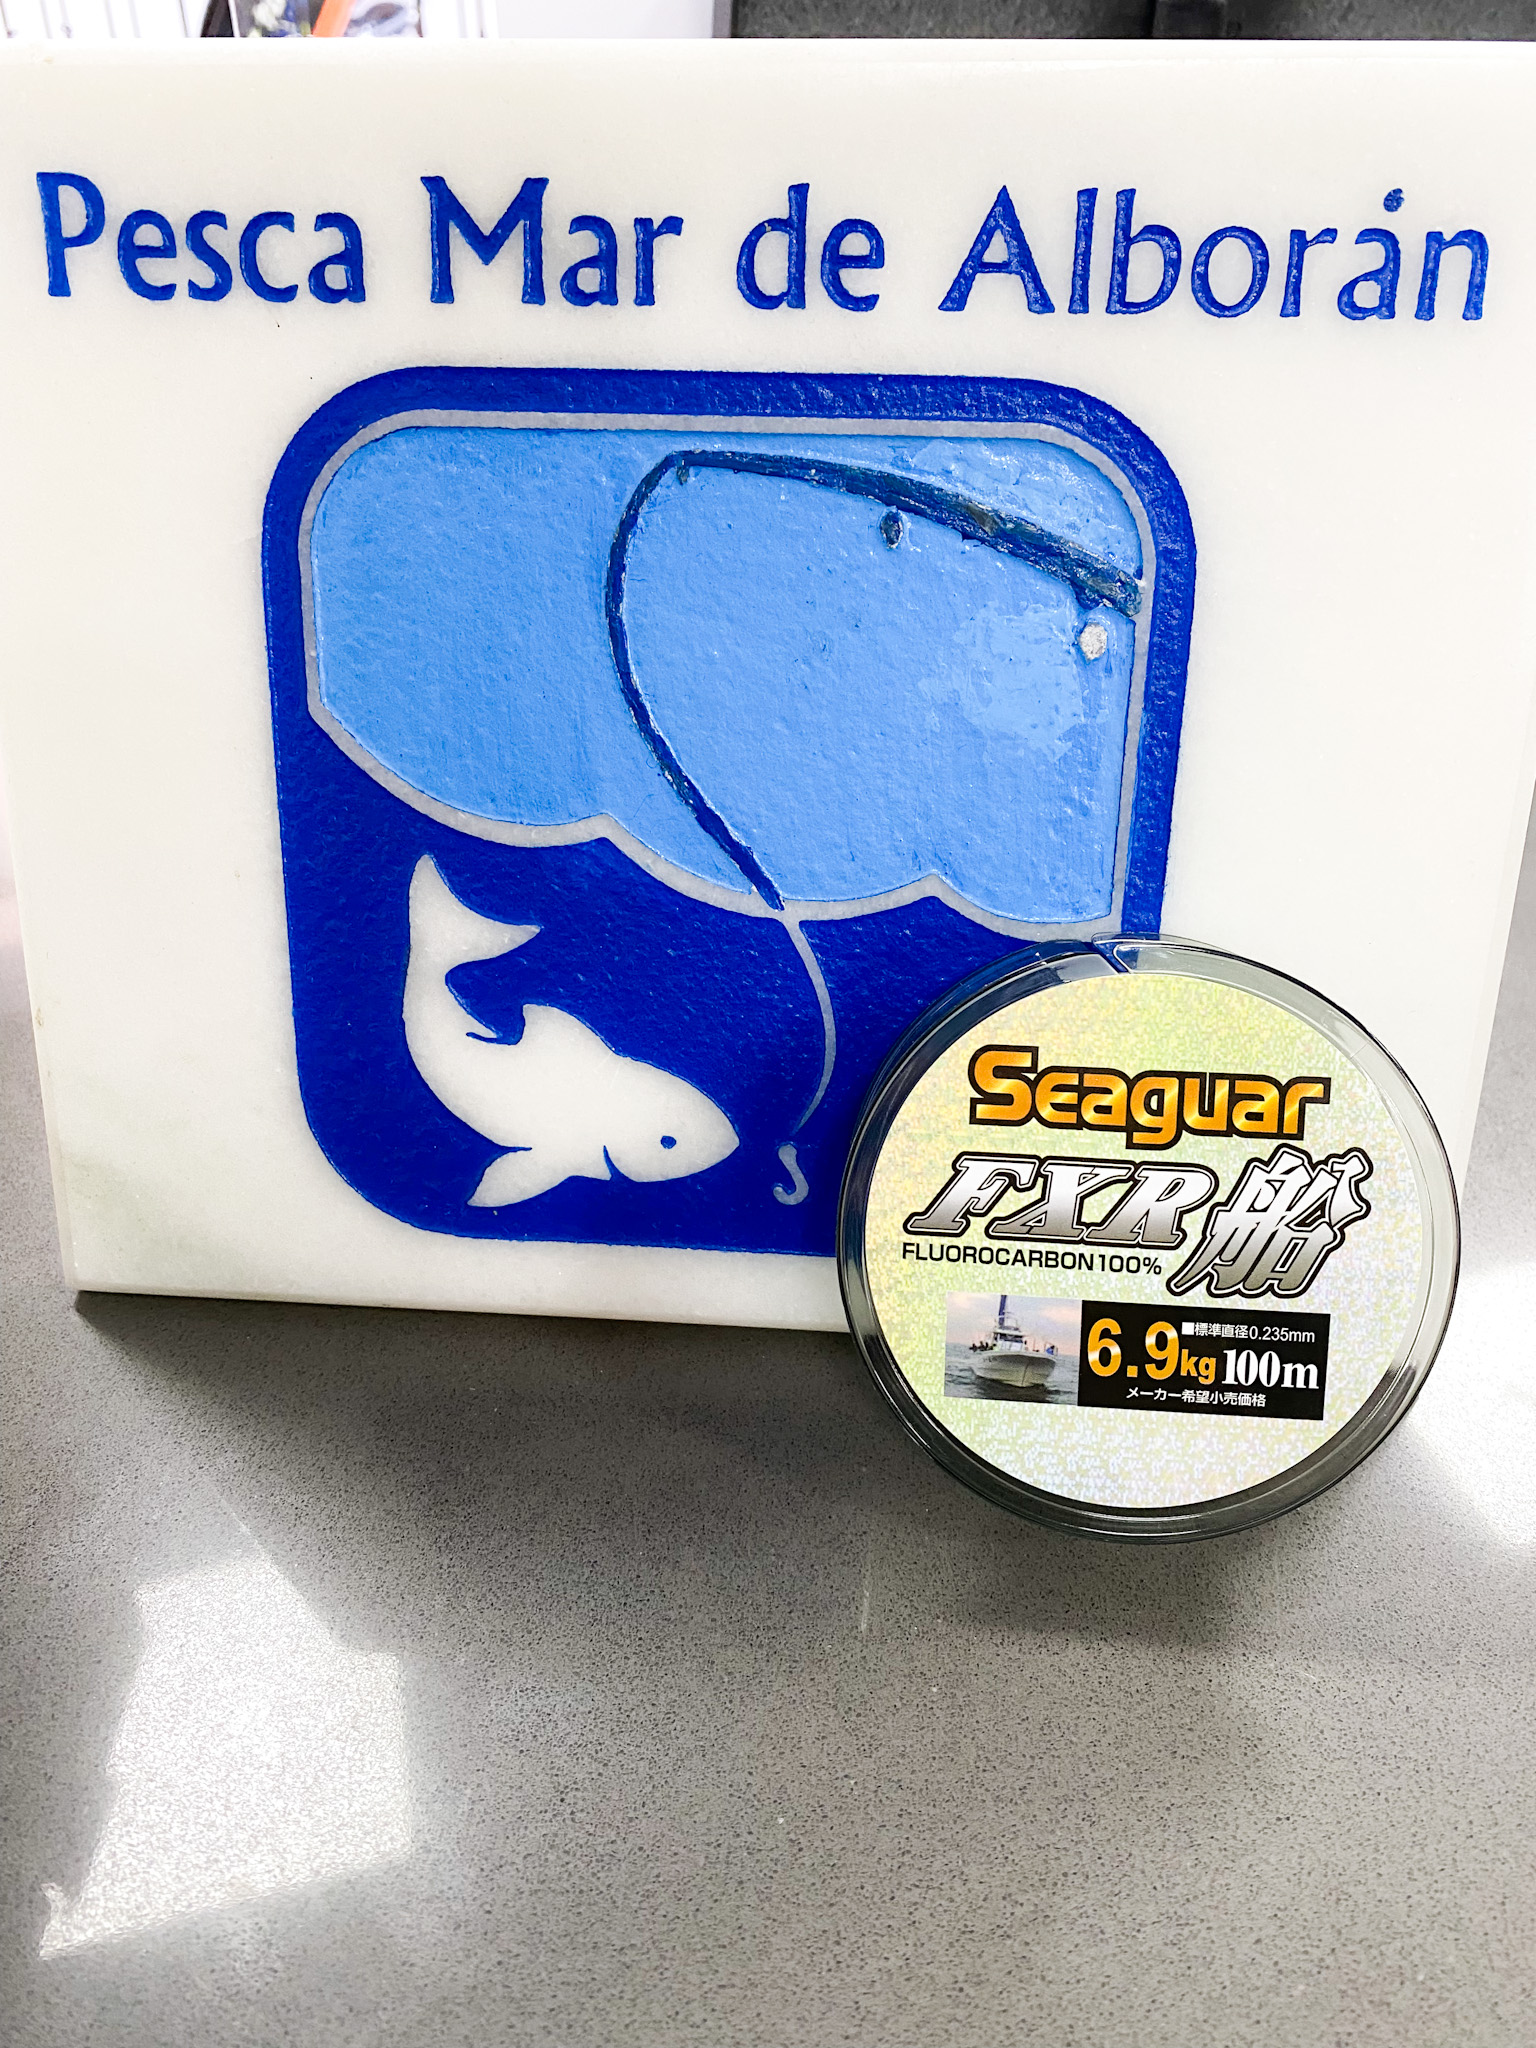 Pesca Mar de Alborán
Seaguar
FXR船
FLUOROCARBON100%
6.9kg
■標準直径0.235mm
100m
メーカー希望小売価格